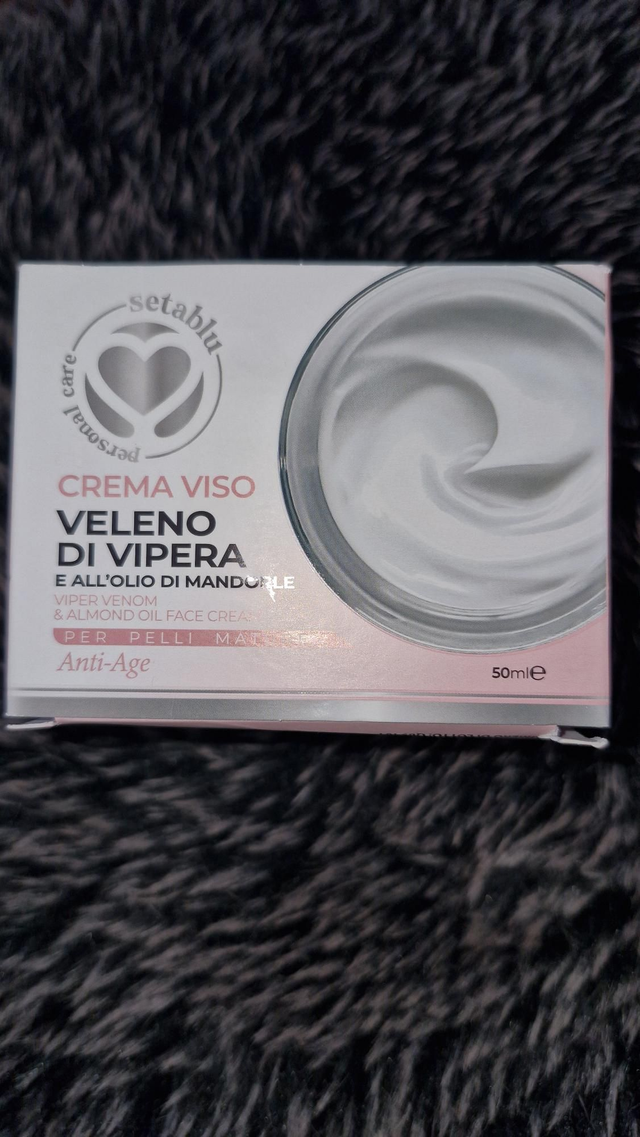 setablu
personal care
CREMA VISO
VELENO
DI VIPERA
E ALL'OLIO DI MANDORLE
VIPER VENOM
& ALMOND OIL FACE CREAM
PER PELLI
Anti-Age
50ml℮